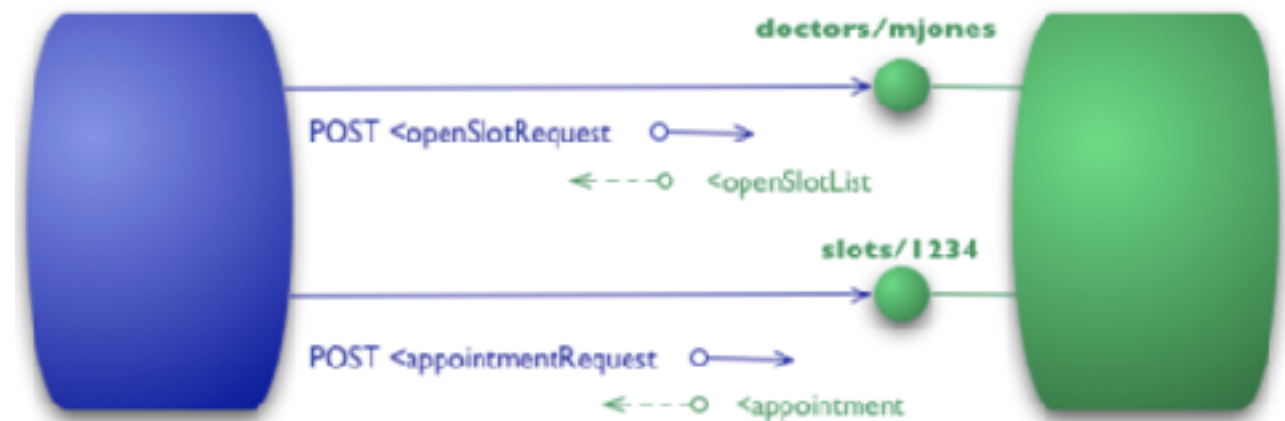 doctors/mjones
POST <openSlotRequest
<openSlotList
slots/1234
POST <appointmentRequest
<appointment